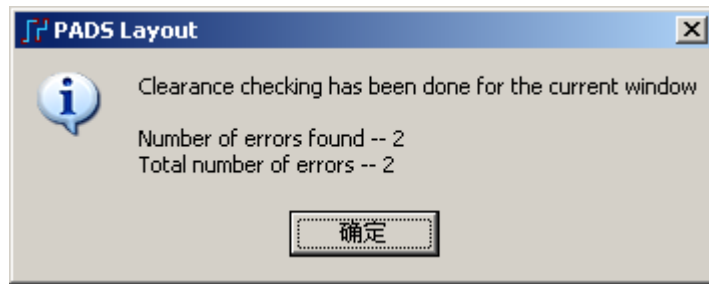 PADS Layout
Clearance checking has been done for the current window
Number of errors found -- 2
Total number of errors -- 2
确定